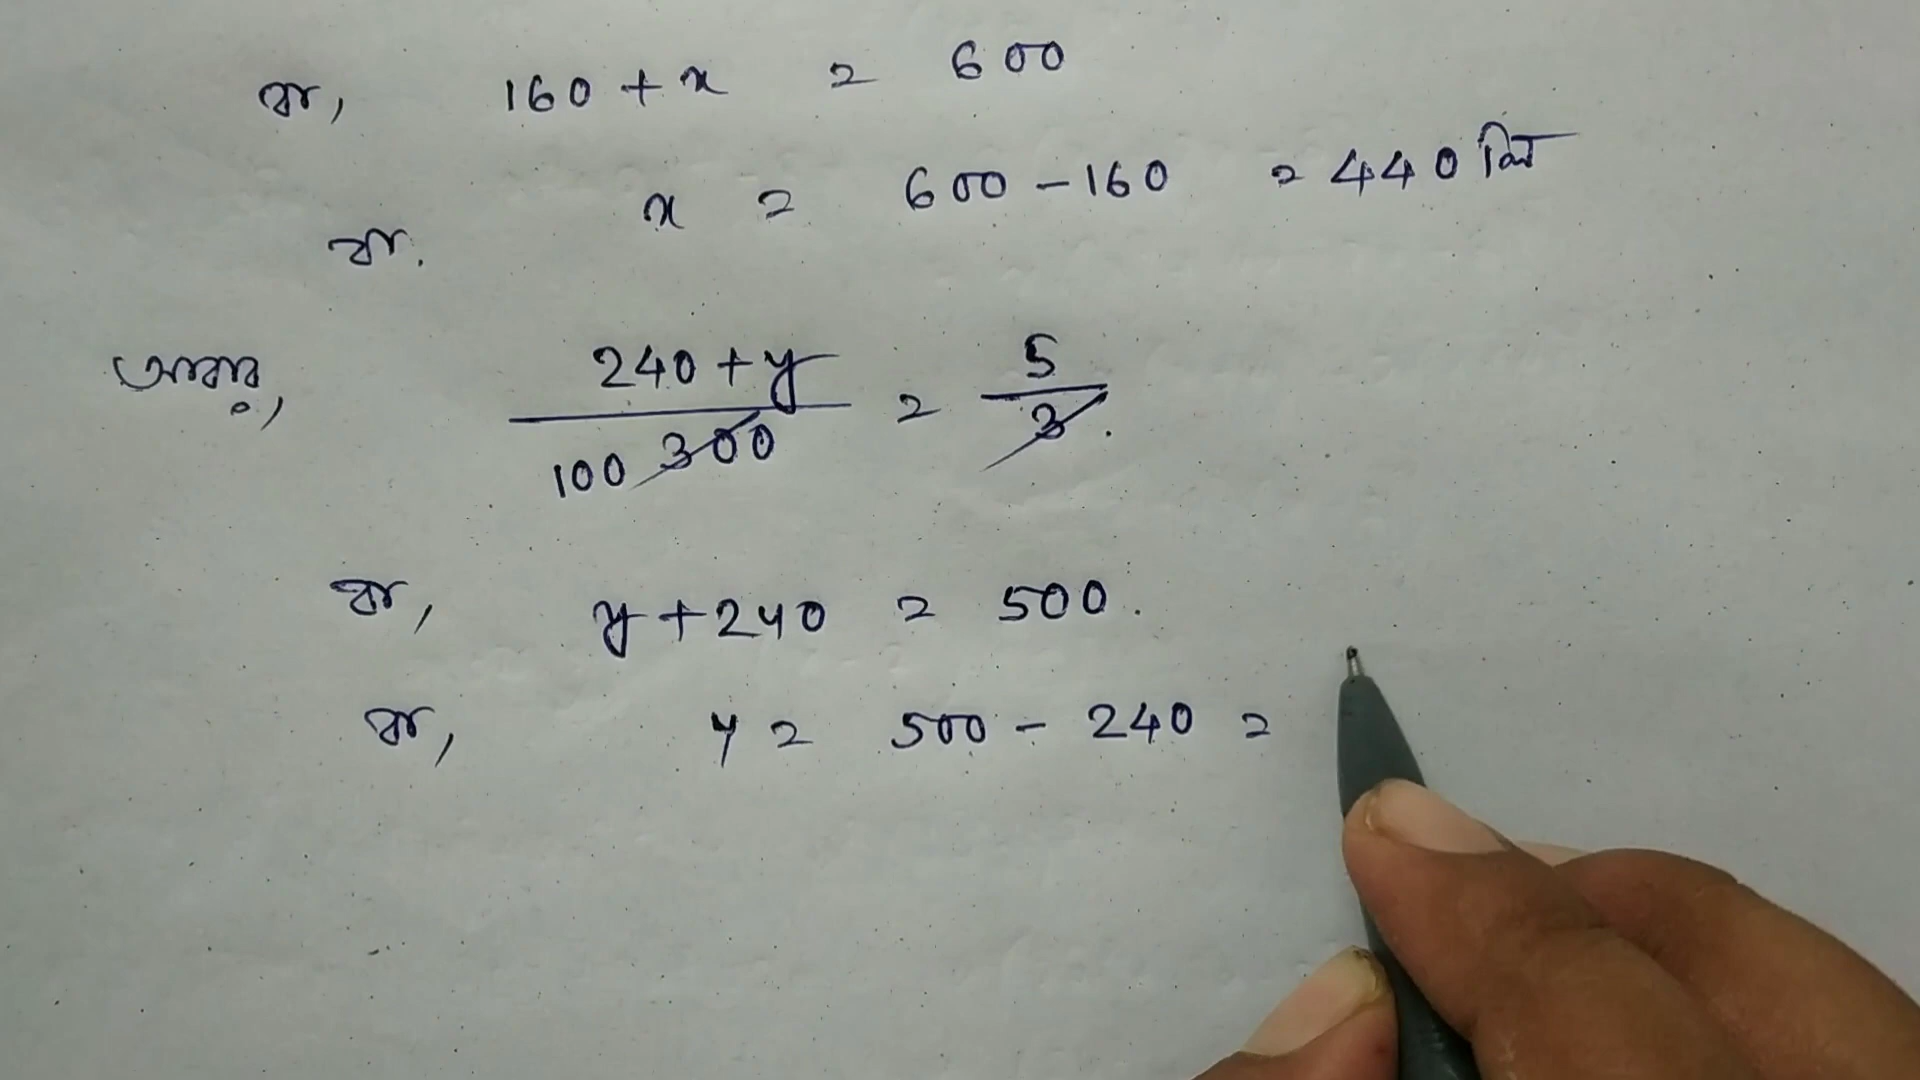 বা, 160 + x = 600
বা. x = 600 - 160 = 440 মি
আবার, 240 + y / 100 300 = 5 / 3.
বা, y + 240 = 500.
বা, y = 500 - 240 =